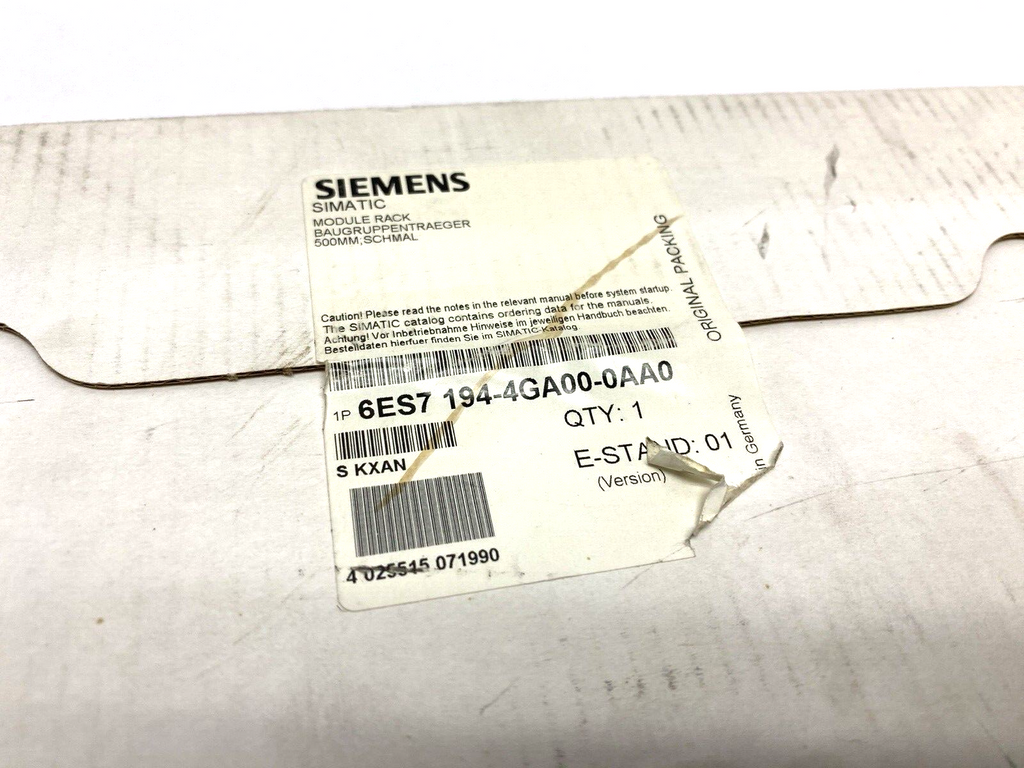 SIEMENS
SIMATIC
MODULE RACK
BAUGRUPPENTRAEGER
500MM;SCHMAL
ORIGINAL PACKING
Caution! Please read the notes in the relevant manual before system startup.
The SIMATIC catalog contains ordering data for the manuals.
Achtung! Vor Inbetriebnahme Hinweise im jeweiligen Handbuch beachten.
Bestelldaten hierfuer finden Sie im SIMATIC-Katalog.
1P 6ES7 194-4GA00-0AA0
QTY: 1
S KXAN
E-STAND: 01
(Version)
in Germany
4 025515 071990